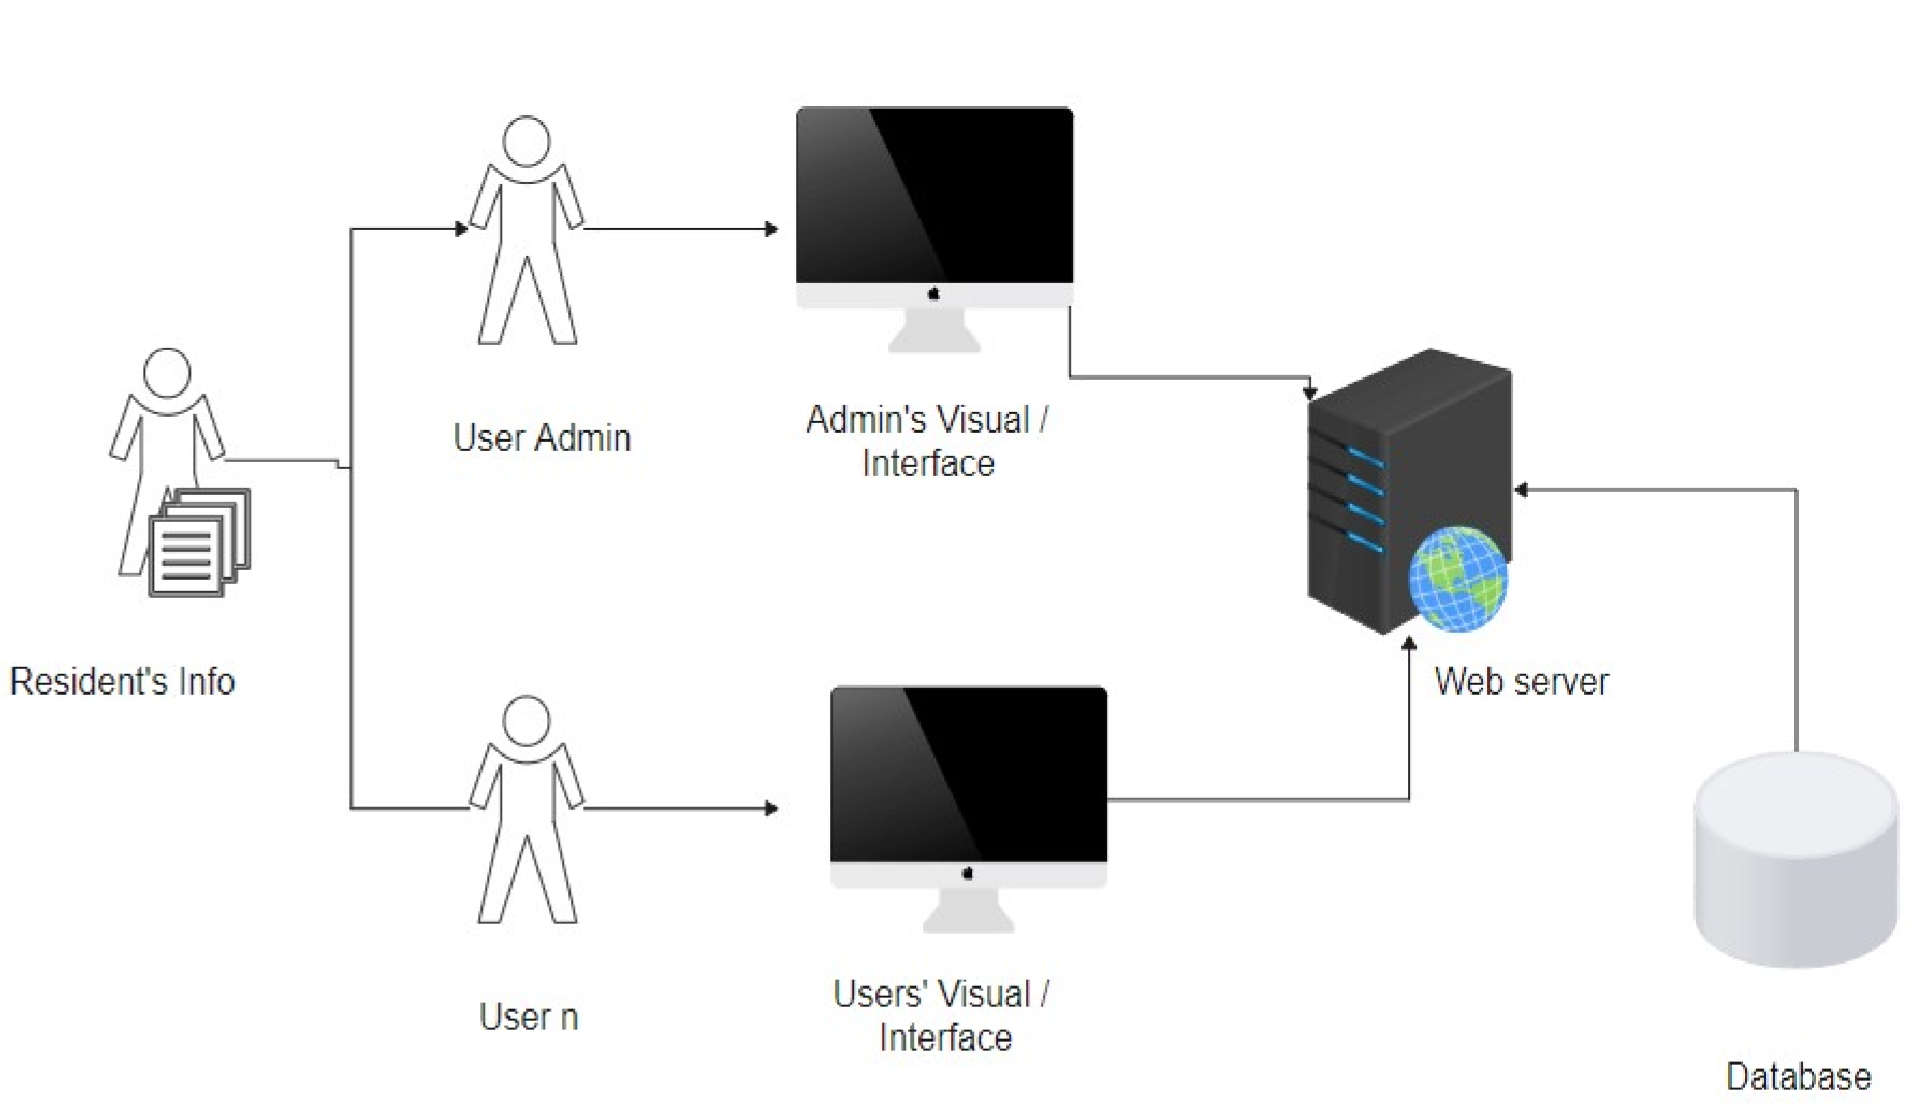 User Admin
Admin's Visual /
Interface
Resident's Info
Web server
User n
Users' Visual /
Interface
Database